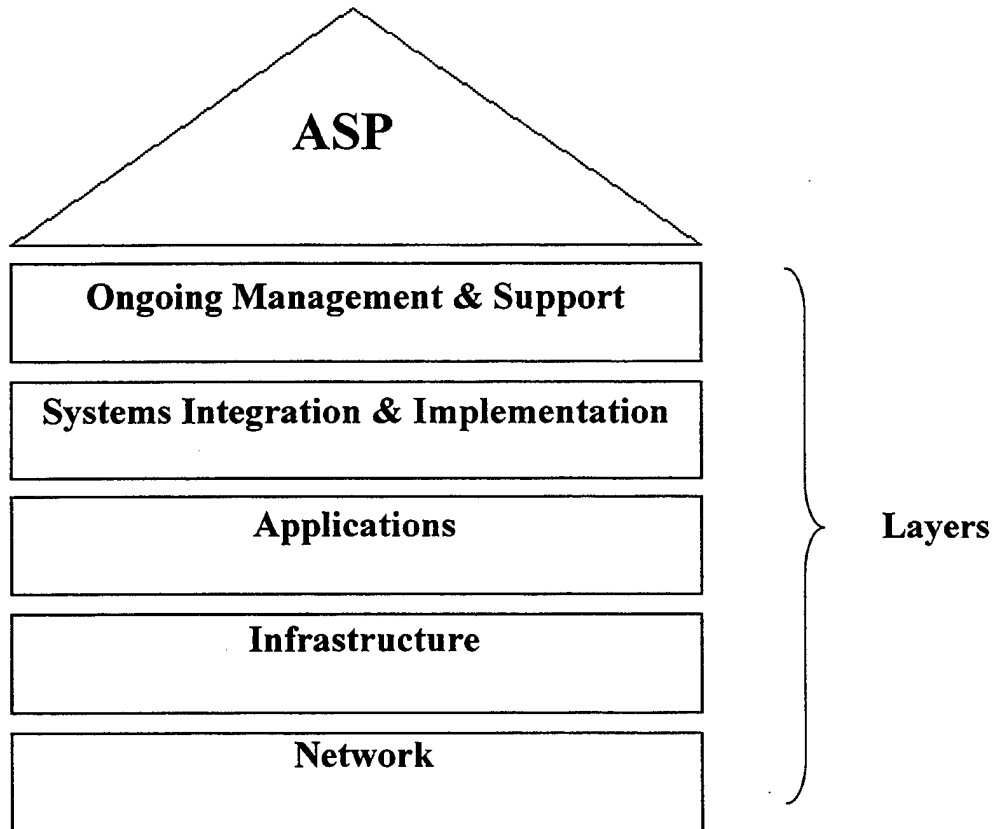 ASP
Ongoing Management & Support
Systems Integration & Implementation
Applications
Layers
Infrastructure
Network